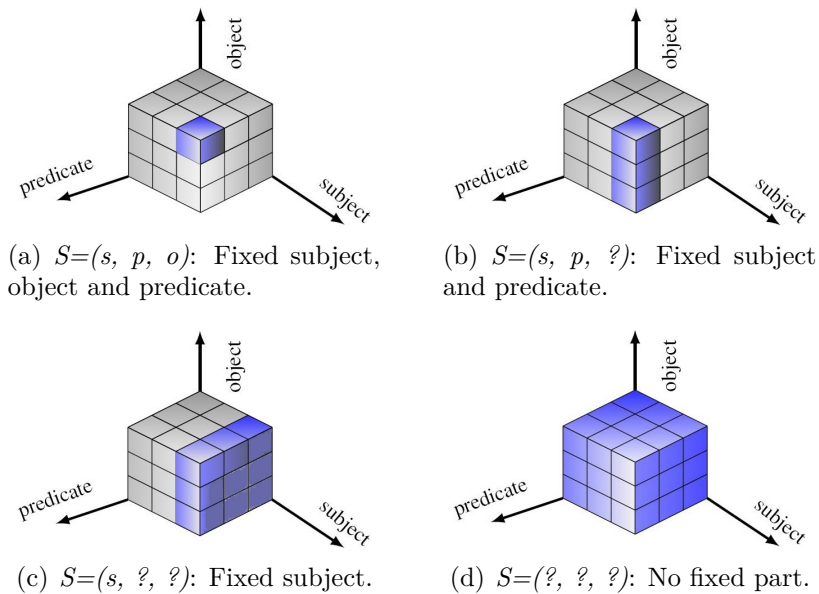 object
predicate
subject
(a) S=(s, p, o): Fixed subject,
object and predicate.
object
predicate
subject
(b) S=(s, p, ?): Fixed subject
and predicate.
object
predicate
subject
(c) S=(s, ?, ?): Fixed subject.
object
predicate
subject
(d) S=(?, ?, ?): No fixed part.